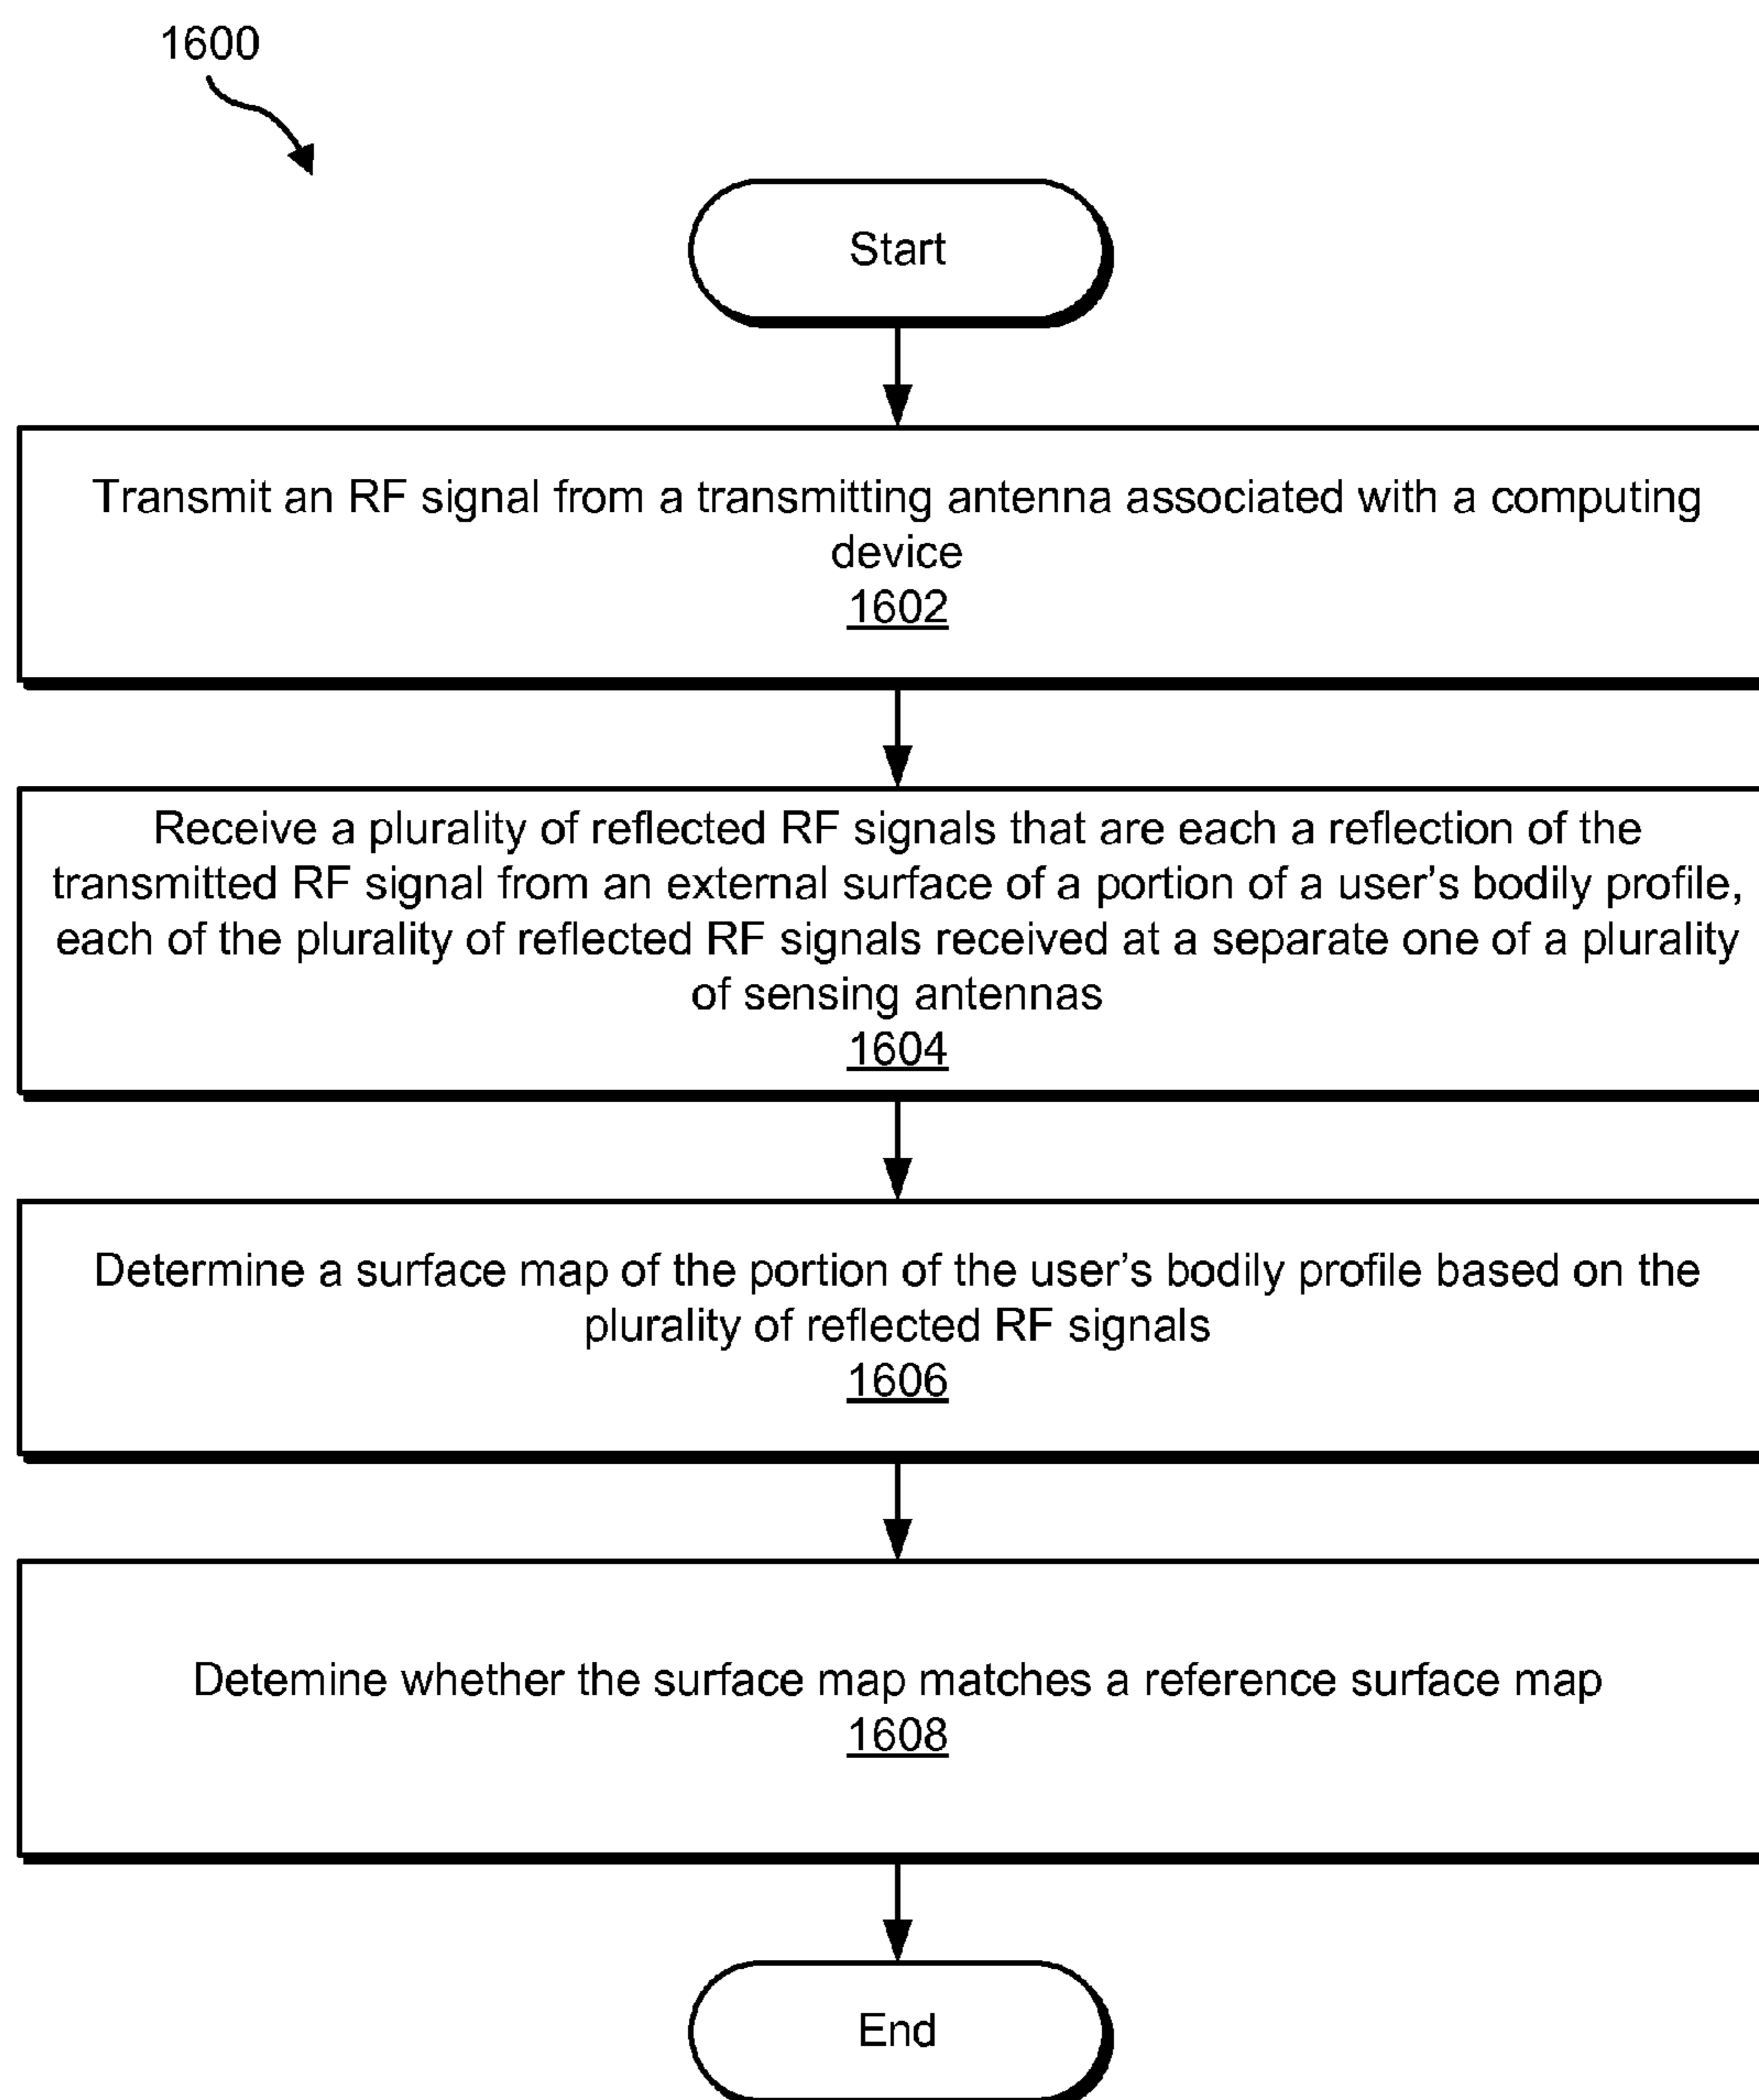 1600
Start
Transmit an RF signal from a transmitting antenna associated with a computing
device
1602
Receive a plurality of reflected RF signals that are each a reflection of the
transmitted RF signal from an external surface of a portion of a user’s bodily profile,
each of the plurality of reflected RF signals received at a separate one of a plurality
of sensing antennas
1604
Determine a surface map of the portion of the user’s bodily profile based on the
plurality of reflected RF signals
1606
Detemine whether the surface map matches a reference surface map
1608
End